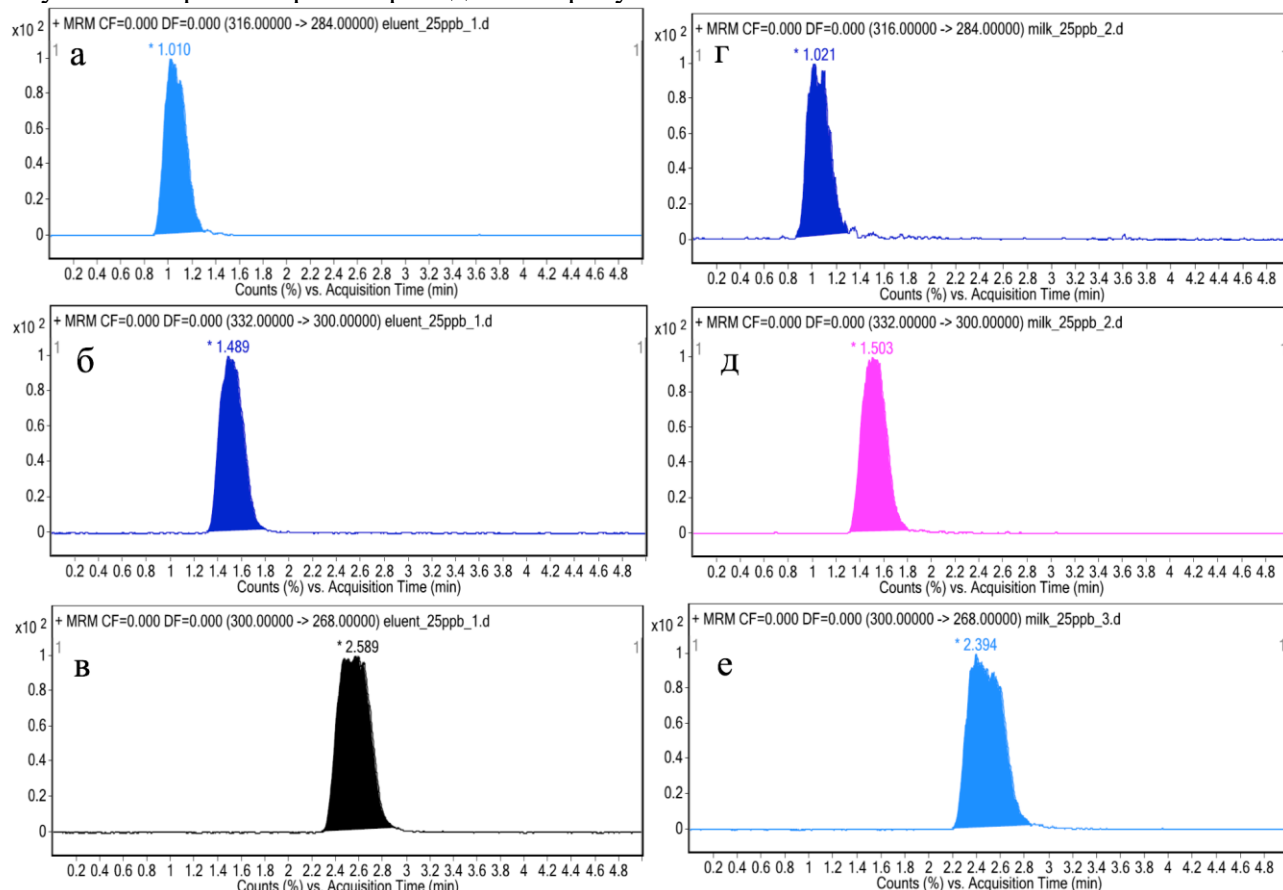 + MRM CF=0.000 DF=0.000 (316.00000 -> 284.00000) eluent_25ppb_1.d
x10 2
1 1
а
* 1.010
1
0.8
0.6
0.4
0.2
0
0.2 0.4 0.6 0.8 1 1.2 1.4 1.6 1.8 2 2.2 2.4 2.6 2.8 3 3.2 3.4 3.6 3.8 4 4.2 4.4 4.6 4.8
Counts (%) vs. Acquisition Time (min)
+ MRM CF=0.000 DF=0.000 (332.00000 -> 300.00000) eluent_25ppb_1.d
x10 2
1 1
б
* 1.489
1
0.8
0.6
0.4
0.2
0
0.2 0.4 0.6 0.8 1 1.2 1.4 1.6 1.8 2 2.2 2.4 2.6 2.8 3 3.2 3.4 3.6 3.8 4 4.2 4.4 4.6 4.8
Counts (%) vs. Acquisition Time (min)
+ MRM CF=0.000 DF=0.000 (300.00000 -> 268.00000) eluent_25ppb_1.d
x10 2
1 1
в
* 2.589
1
0.8
0.6
0.4
0.2
0
0.2 0.4 0.6 0.8 1 1.2 1.4 1.6 1.8 2 2.2 2.4 2.6 2.8 3 3.2 3.4 3.6 3.8 4 4.2 4.4 4.6 4.8
Counts (%) vs. Acquisition Time (min)
+ MRM CF=0.000 DF=0.000 (316.00000 -> 284.00000) milk_25ppb_2.d
x10 2
1 1
г
* 1.021
1
0.8
0.6
0.4
0.2
0
0.2 0.4 0.6 0.8 1 1.2 1.4 1.6 1.8 2 2.2 2.4 2.6 2.8 3 3.2 3.4 3.6 3.8 4 4.2 4.4 4.6 4.8
Counts (%) vs. Acquisition Time (min)
+ MRM CF=0.000 DF=0.000 (332.00000 -> 300.00000) milk_25ppb_2.d
x10 2
1 1
д
* 1.503
1
0.8
0.6
0.4
0.2
0
0.2 0.4 0.6 0.8 1 1.2 1.4 1.6 1.8 2 2.2 2.4 2.6 2.8 3 3.2 3.4 3.6 3.8 4 4.2 4.4 4.6 4.8
Counts (%) vs. Acquisition Time (min)
+ MRM CF=0.000 DF=0.000 (300.00000 -> 268.00000) milk_25ppb_3.d
x10 2
1 1
е
* 2.394
1
0.8
0.6
0.4
0.2
0
0.2 0.4 0.6 0.8 1 1.2 1.4 1.6 1.8 2 2.2 2.4 2.6 2.8 3 3.2 3.4 3.6 3.8 4 4.2 4.4 4.6 4.8
Counts (%) vs. Acquisition Time (min)